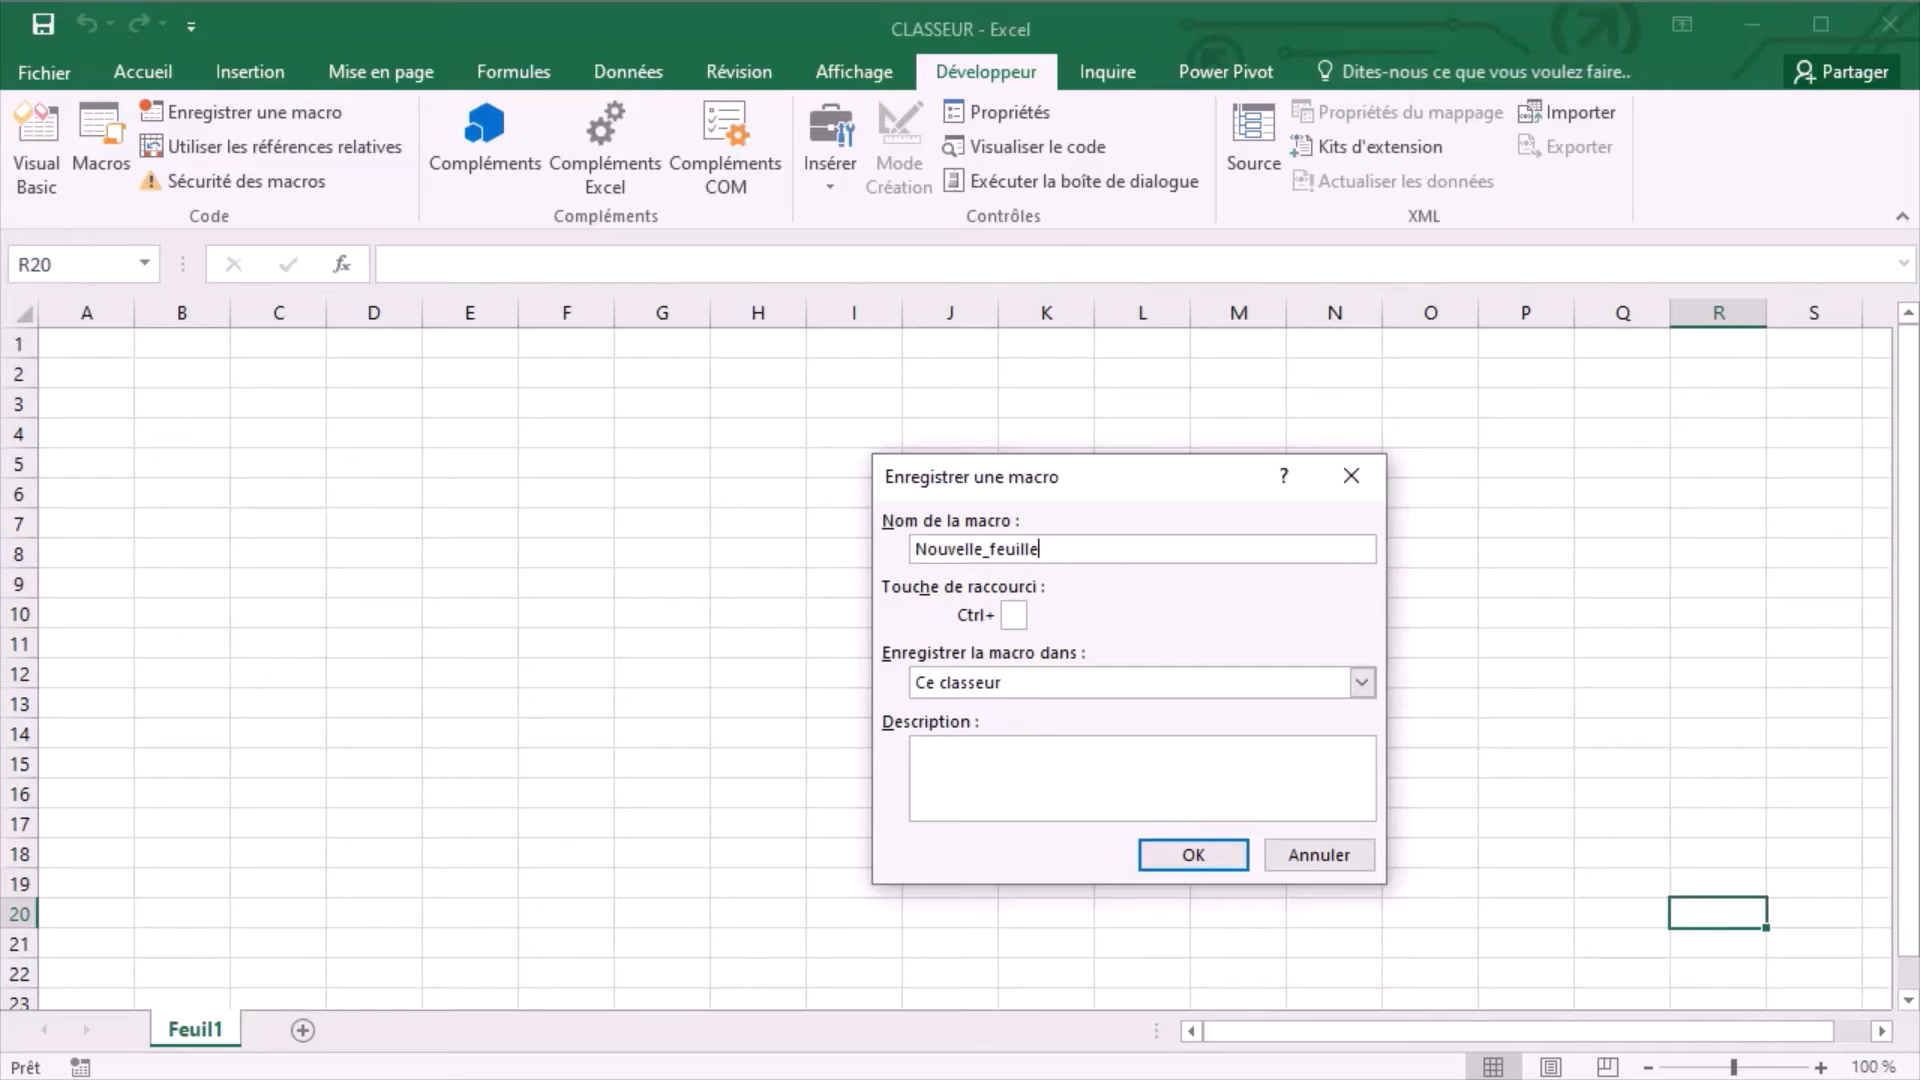 CLASSEUR - Excel
Fichier Accueil Insertion Mise en page Formules Données Révision Affichage Développeur Inquire Power Pivot Dites-nous ce que vous voulez faire.. Partager
Visual Basic
Macros
Enregistrer une macro
Utiliser les références relatives
Sécurité des macros
Code
Compléments
Compléments Excel
Compléments COM
Compléments
Insérer
Mode Création
Propriétés
Visualiser le code
Exécuter la boîte de dialogue
Contrôles
Source
Propriétés du mappage
Kits d'extension
Actualiser les données
Importer
Exporter
XML
R20
fx
A B C D E F G H I J K L M N O P Q R S
1
2
3
4
5
6
7
8
9
10
11
12
13
14
15
16
17
18
19
20
21
22
23
Enregistrer une macro ?
Nom de la macro :
Nouvelle_feuille
Touche de raccourci :
Ctrl+
Enregistrer la macro dans :
Ce classeur
Description :
OK Annuler
Feuil1
Prêt
100 %